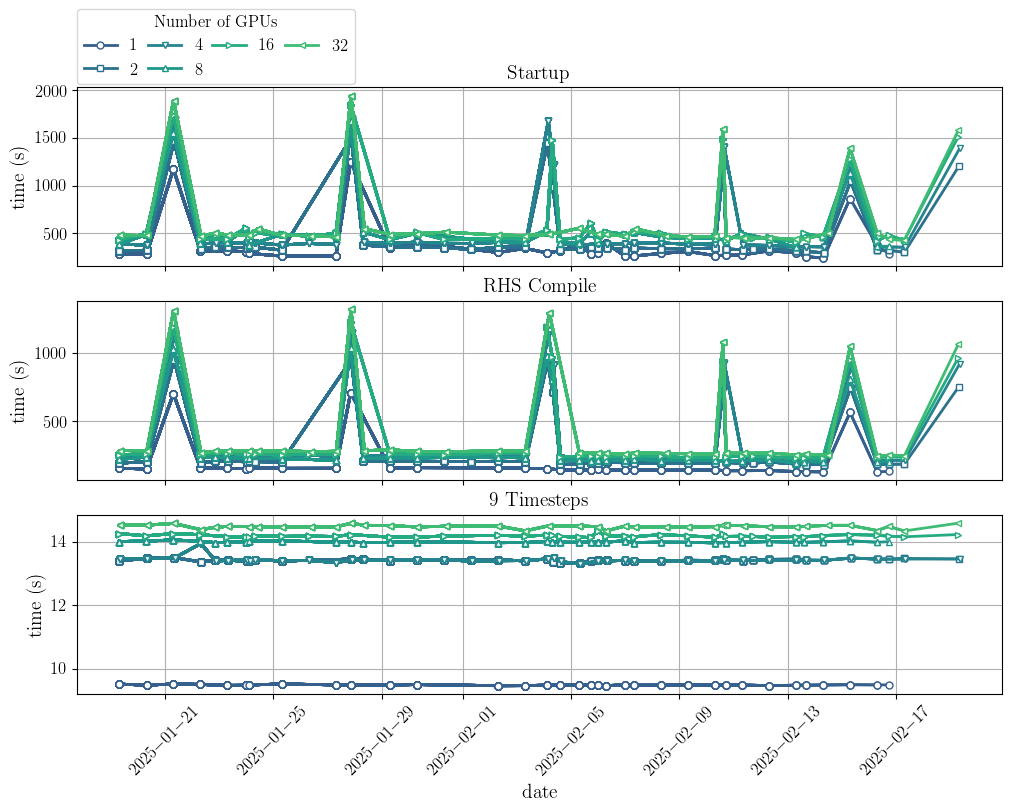 Number of GPUs
1 4 16 32
2 8
Startup
2000
1500
1000
500
time (s)
RHS Compile
1000
500
time (s)
9 Timesteps
14
12
10
time (s)
2025−01−21 2025−01−25 2025−01−29 2025−02−01 2025−02−05 2025−02−09 2025−02−13 2025−02−17
date